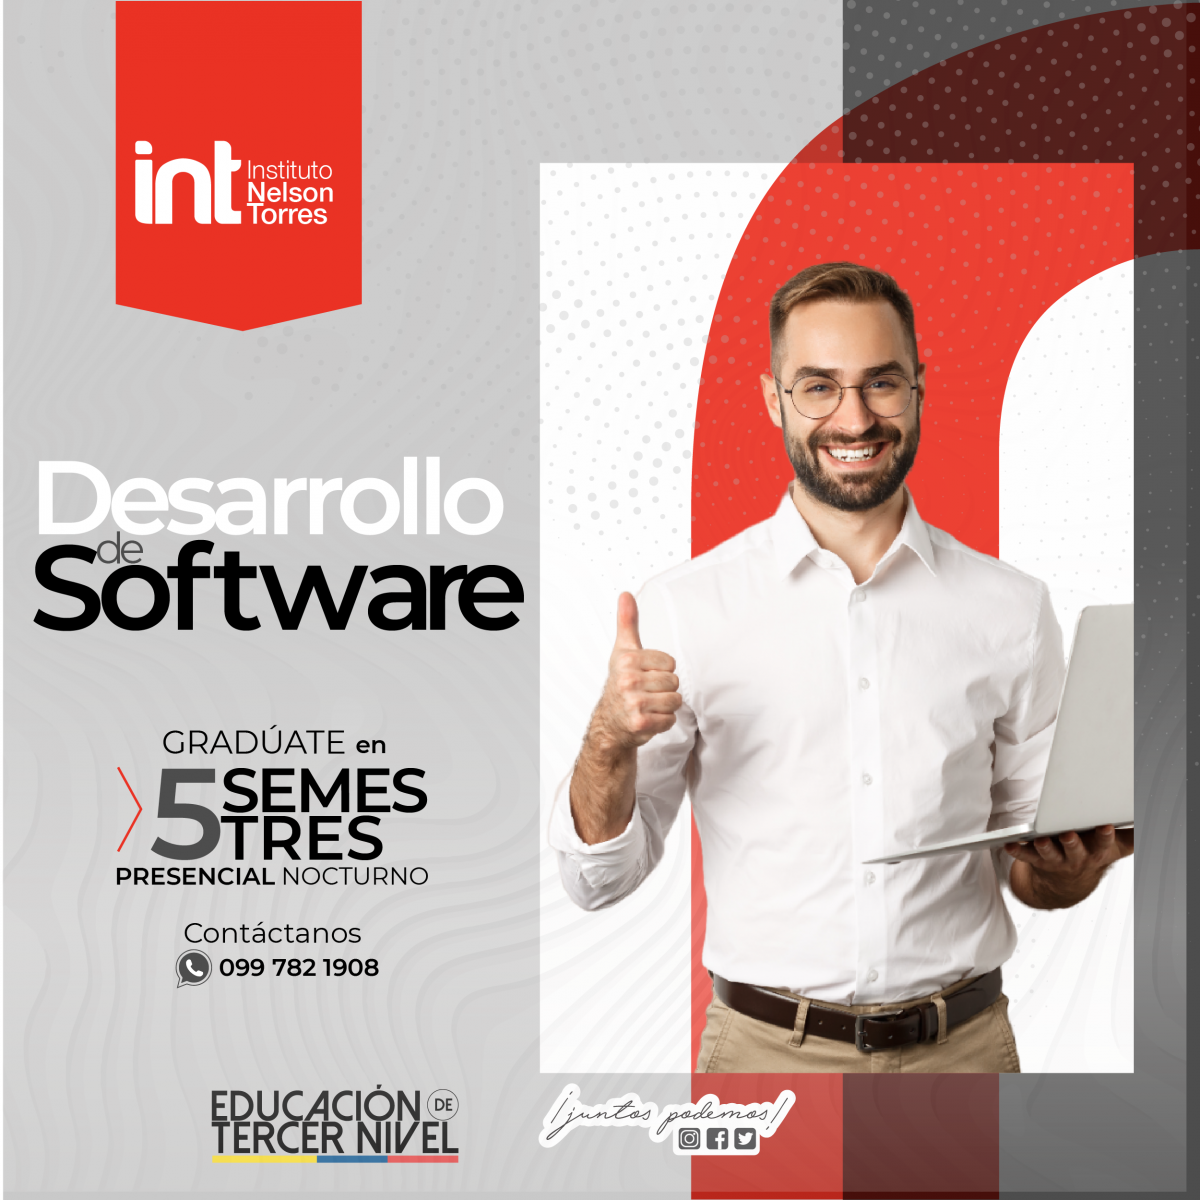 int Instituto
Nelson
Torres
Desarrollo
de
Software
GRADÚATE en
5 SEMES
TRES
PRESENCIAL NOCTURNO
Contáctanos
099 782 1908
EDUCACIÓN DE
TERCER NIVEL
¡juntos podemos!